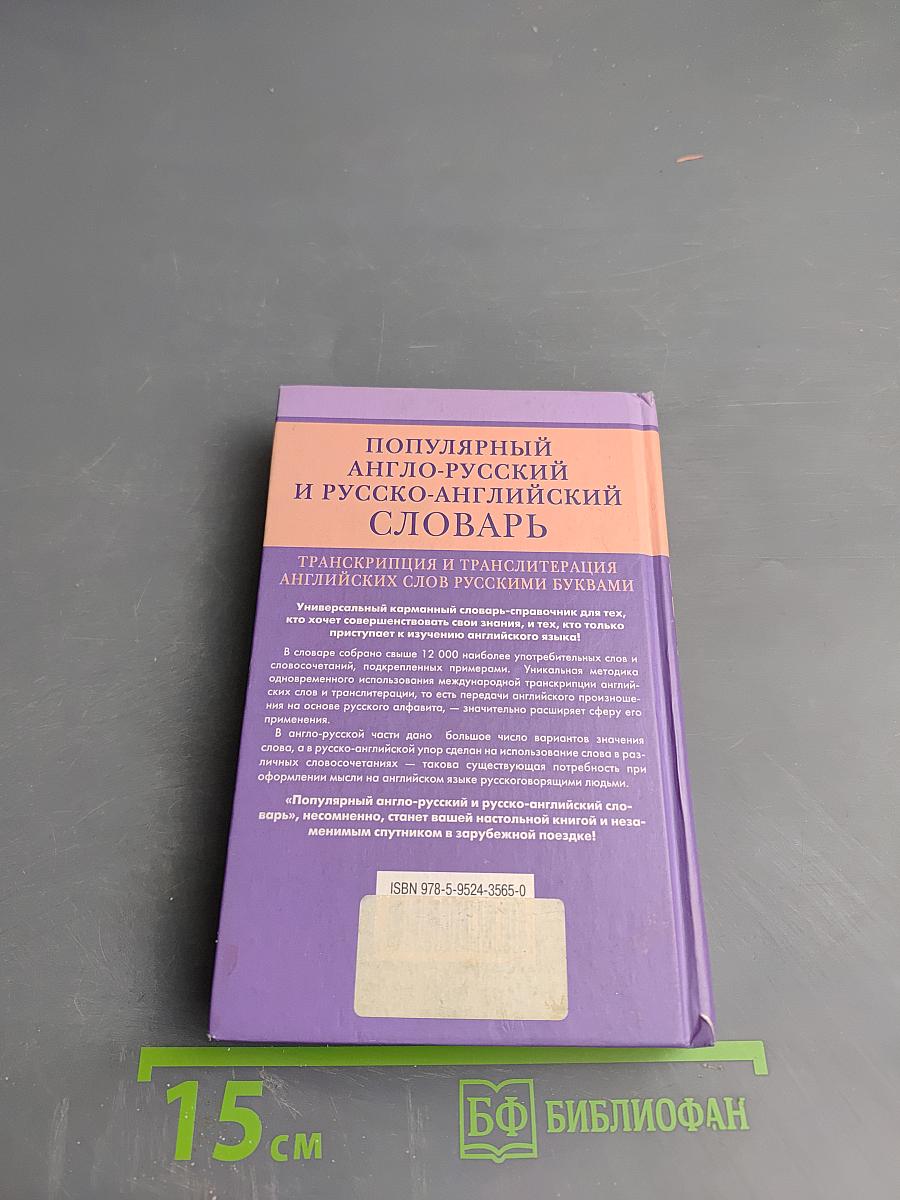 ПОПУЛЯРНЫЙ
АНГЛО-РУССКИЙ
И РУССКО-АНГЛИЙСКИЙ
СЛОВАРЬ
ТРАНСКРИПЦИЯ И ТРАНСЛИТЕРАЦИЯ
АНГЛИЙСКИХ СЛОВ РУССКИМИ БУКВАМИ
Универсальный карманный словарь-справочник для тех,
кто хочет совершенствовать свои знания, и тех, кто только
приступает к изучению английского языка!
В словаре собрано свыше 12 000 наиболее употребительных слов и
словосочетаний, подкрепленных примерами. Уникальная методика
одновременного использования международной транскрипции англий-
ских слов и транслитерации, то есть передачи английского произноше-
ния на основе русского алфавита, — значительно расширяет сферу его
применения.
В англо-русской части дано большое число вариантов значения
слова, а в русско-английской упор сделан на использование слова в раз-
личных словосочетаниях — такова существующая потребность при
оформлении мысли на английском языке русскоговорящими людьми.
«Популярный англо-русский и русско-английский сло-
варь», несомненно, станет вашей настольной книгой и неза-
менимым спутником в зарубежной поездке!
ISBN 978-5-9524-3565-0
15 см
БФ БИБЛИОФАН